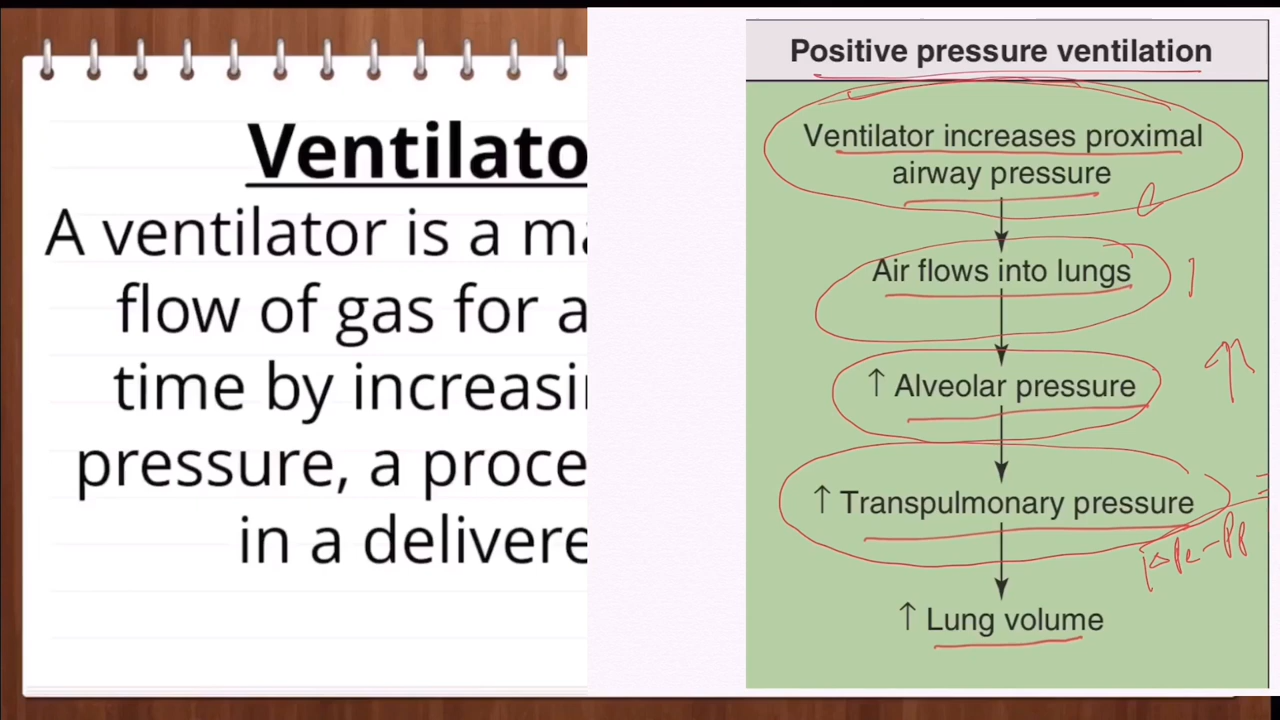 Ventilato
A ventilator is a ma
flow of gas for a
time by increasi
pressure, a proce
in a delivere
Positive pressure ventilation
Ventilator increases proximal
airway pressure
Air flows into lungs
↑ Alveolar pressure
↑ Transpulmonary pressure
↑ Lung volume